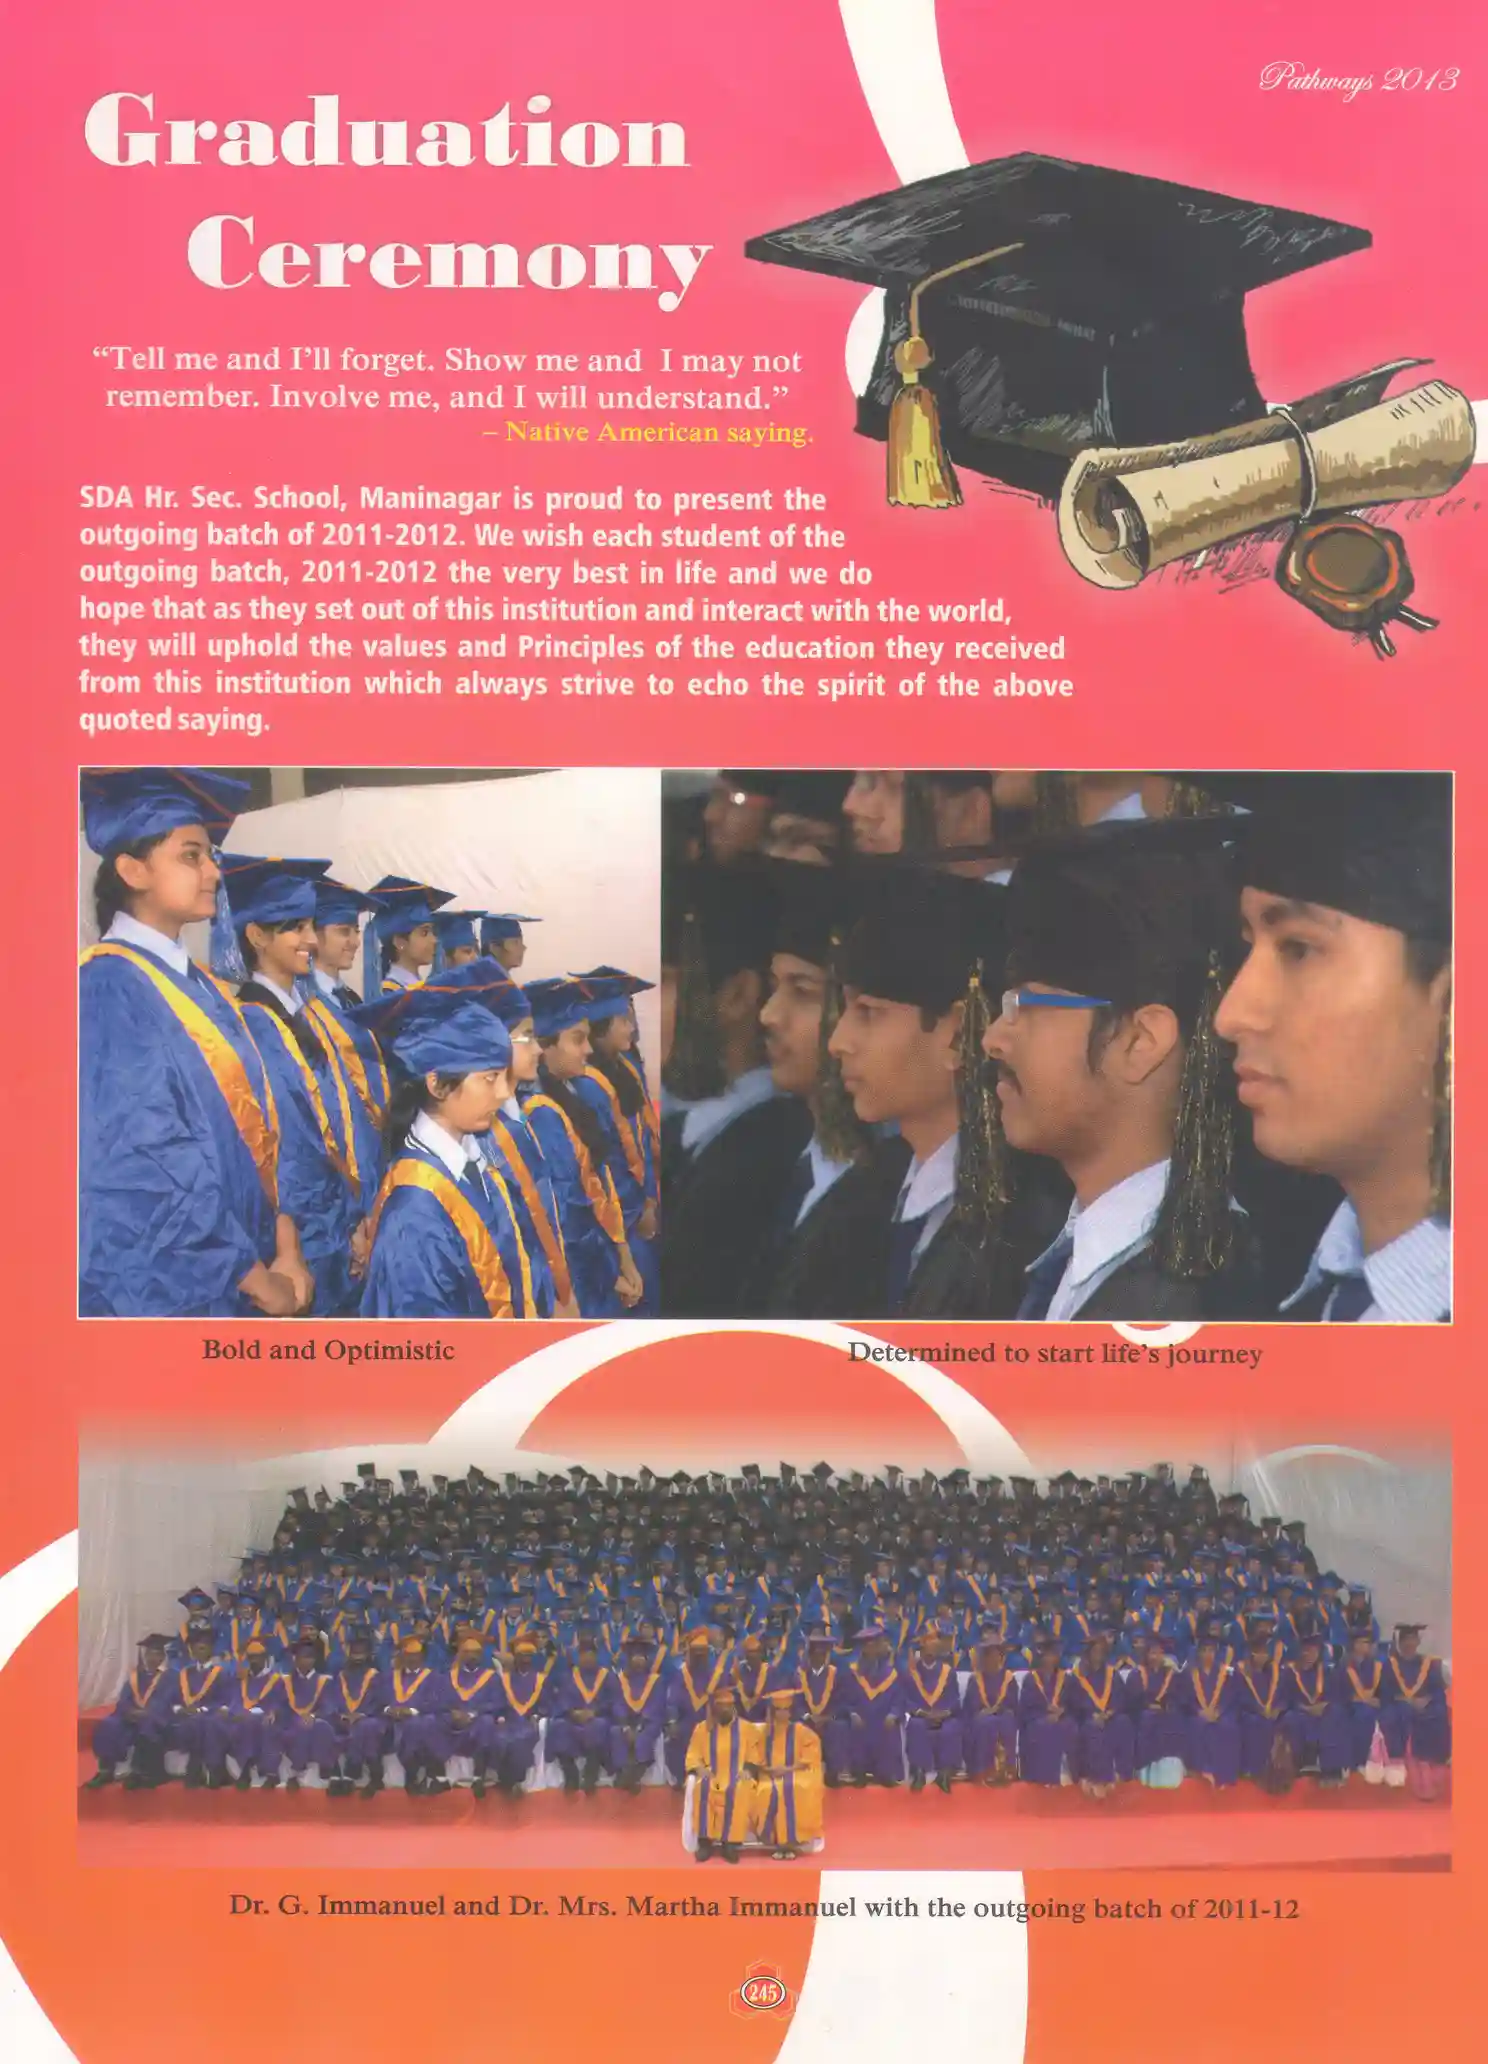 Pathways 2013
Graduation
Ceremony
“Tell me and I’ll forget. Show me and I may not
remember. Involve me, and I will understand.”
– Native American saying.
SDA Hr. Sec. School, Maninagar is proud to present the
outgoing batch of 2011-2012. We wish each student of the
outgoing batch, 2011-2012 the very best in life and we do
hope that as they set out of this institution and interact with the world,
they will uphold the values and Principles of the education they received
from this institution which always strive to echo the spirit of the above
quoted saying.
Bold and Optimistic
Determined to start life’s journey
Dr. G. Immanuel and Dr. Mrs. Martha Immanuel with the outgoing batch of 2011-12
245